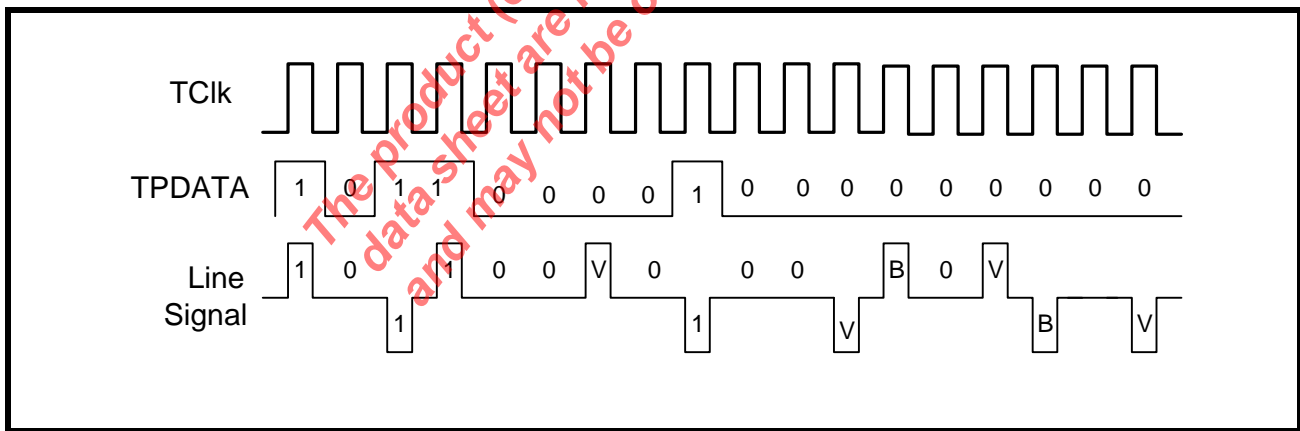 The product (
data sheet are
and may not be
TClk
TPDATA 1 0 1 1 0 0 0 0 1 0 0 0 0 0 0 0 0 0
Line 1 0 1 0 0 V 0 0 0 B 0 V
Signal 1 1 V B V